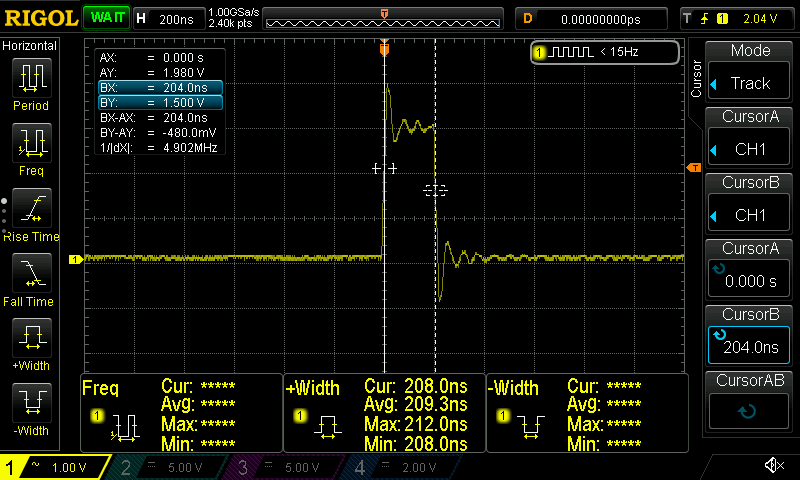 RIGOL WAIT H 200ns 1.00GSa/s 2.40k pts T D 0.00000000ps T 1 2.04 V
Horizontal
Period
Freq
Rise Time
Fall Time
+Width
-Width
AX: = 0.000 s
AY: = 1.980 V
BX: = 204.0ns
BY: = 1.500 V
BX-AX: = 204.0ns
BY-AY: = -480.0mV
1/|dX|: = 4.902MHz
1 < 15Hz
T
T
1
Cursor
Mode
Track
CursorA
CH1
CursorB
CH1
CursorA
0.000 s
CursorB
204.0ns
CursorAB
Freq
1
Cur: *****
Avg: *****
Max: *****
Min: *****
+Width
1
Cur: 208.0ns
Avg: 209.3ns
Max: 212.0ns
Min: 208.0ns
-Width
1
Cur: *****
Avg: *****
Max: *****
Min: *****
1 ~ 1.00 V 2 = 5.00 V 3 = 5.00 V 4 = 2.00 V